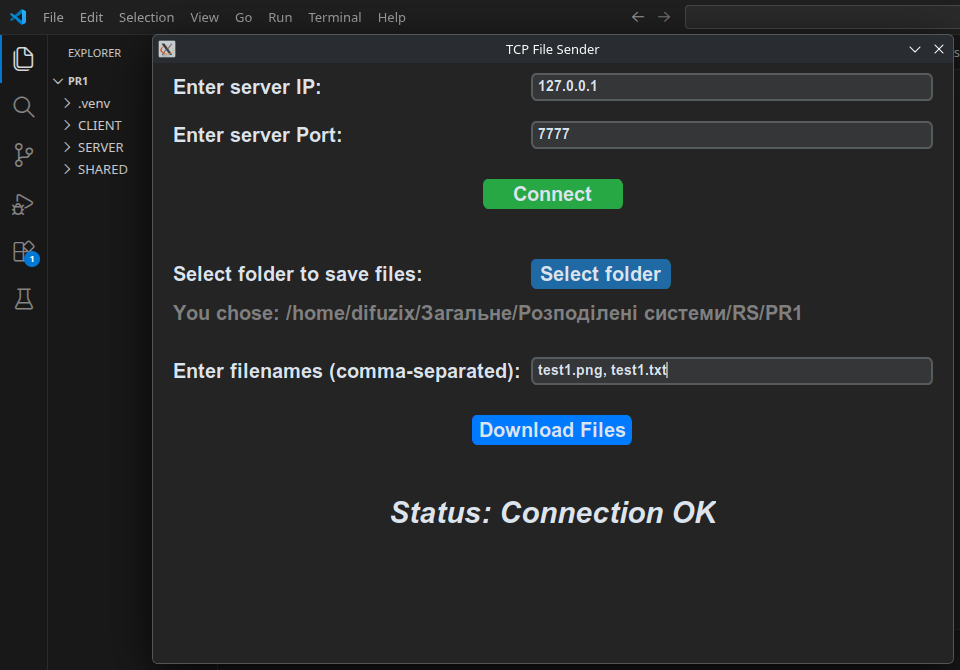 File Edit Selection View Go Run Terminal Help
EXPLORER
PR1
.venv
CLIENT
SERVER
SHARED
1
TCP File Sender
Enter server IP: 127.0.0.1
Enter server Port: 7777
Connect
Select folder to save files: Select folder
You chose: /home/difuzix/Загальне/Розподілені системи/RS/PR1
Enter filenames (comma-separated): test1.png, test1.txt
Download Files
Status: Connection OK